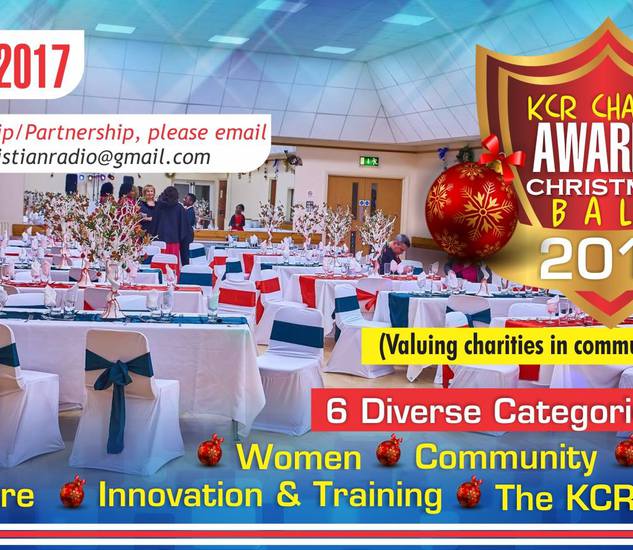 2017
ip/Partnership, please email
istianradio@gmail.com
KCR CHA
AWAR
CHRISTM
BAL
201
(Valuing charities in commu
6 Diverse Categori
Women Community
re Innovation & Training The KCR